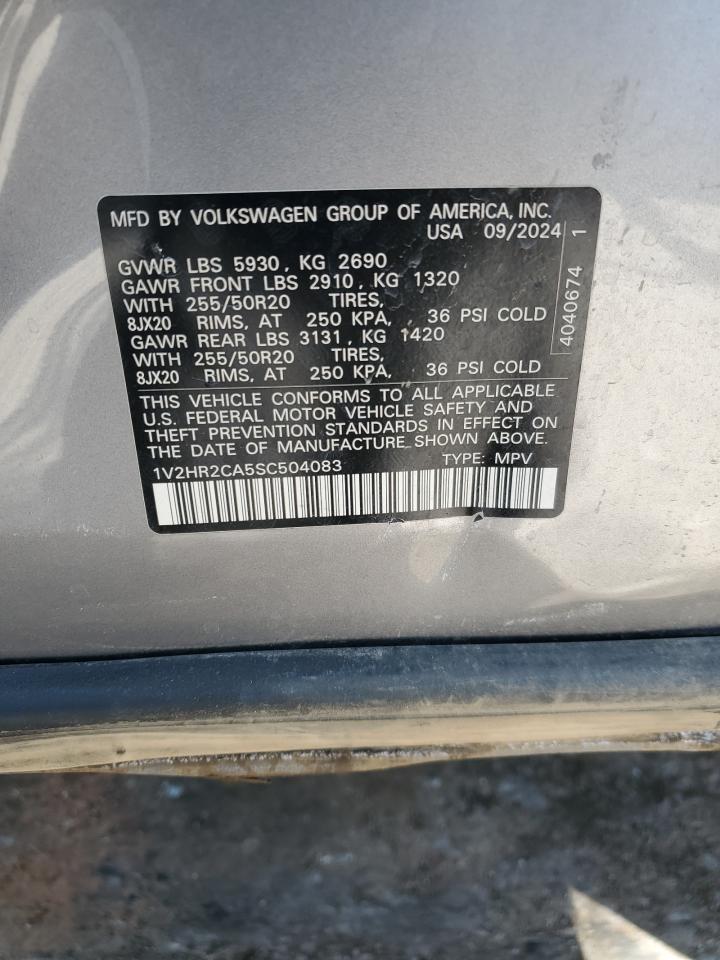 MFD BY VOLKSWAGEN GROUP OF AMERICA, INC.
USA 09/2024
GVWR LBS 5930, KG 2690
GAWR FRONT LBS 2910, KG 1320
WITH 255/50R20 TIRES,
8JX20 RIMS, AT 250 KPA, 36 PSI COLD
GAWR REAR LBS 3131, KG 1420
WITH 255/50R20 TIRES,
8JX20 RIMS, AT 250 KPA, 36 PSI COLD
THIS VEHICLE CONFORMS TO ALL APPLICABLE
U.S. FEDERAL MOTOR VEHICLE SAFETY AND
THEFT PREVENTION STANDARDS IN EFFECT ON
THE DATE OF MANUFACTURE SHOWN ABOVE.
1V2HR2CA5SC504083 TYPE: MPV
4040674 1